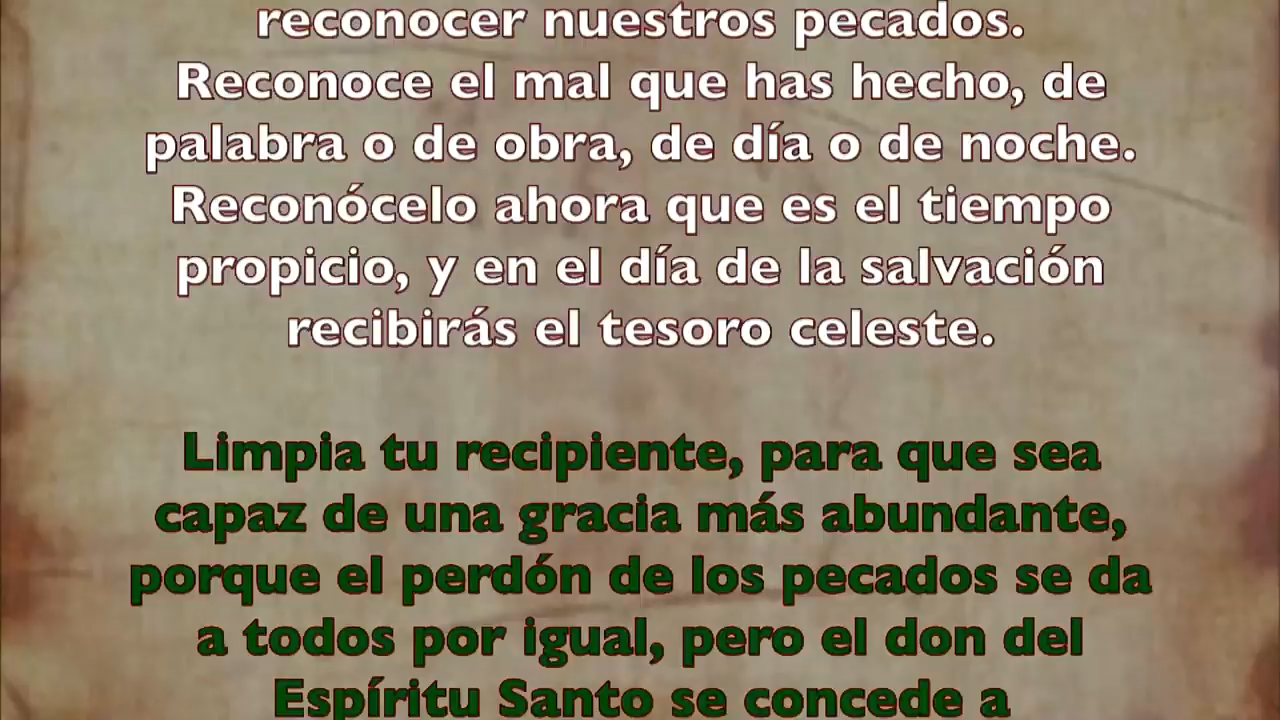 reconocer nuestros pecados.
Reconoce el mal que has hecho, de
palabra o de obra, de día o de noche.
Reconócelo ahora que es el tiempo
propicio, y en el día de la salvación
recibirás el tesoro celeste.
Limpia tu recipiente, para que sea
capaz de una gracia más abundante,
porque el perdón de los pecados se da
a todos por igual, pero el don del
Espíritu Santo se concede a